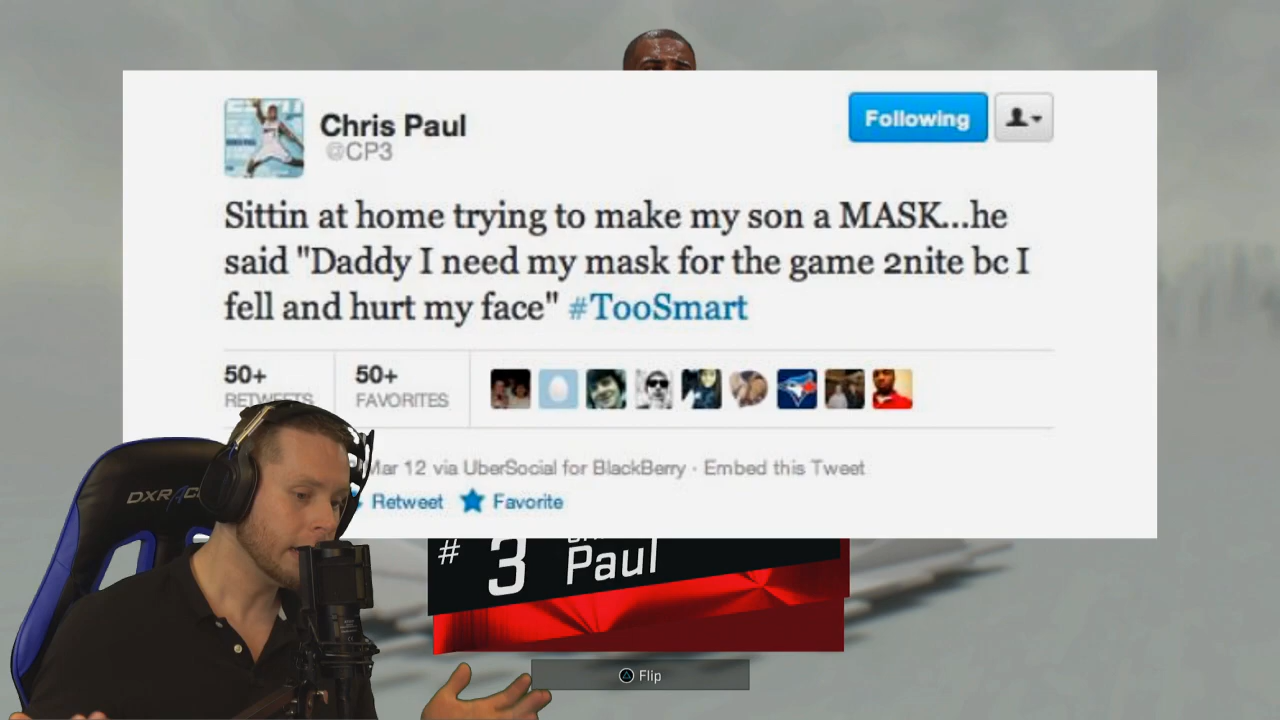 Chris Paul
@CP3
Following
Sittin at home trying to make my son a MASK...he
said "Daddy I need my mask for the game 2nite bc I
fell and hurt my face" #TooSmart
50+
RETWEETS
50+
FAVORITES
Mar 12 via UberSocial for BlackBerry · Embed this Tweet
Retweet
Favorite
# 3
Paul
Flip